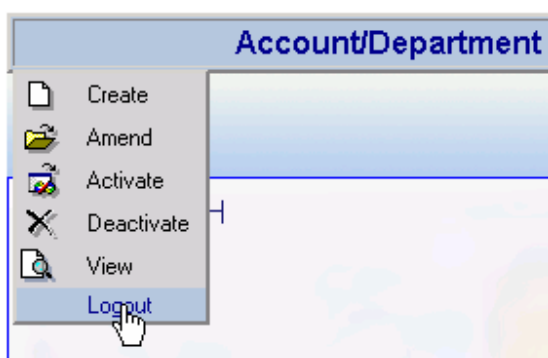 Account/Department
Create
Amend
Activate
Deactivate
View
Logout